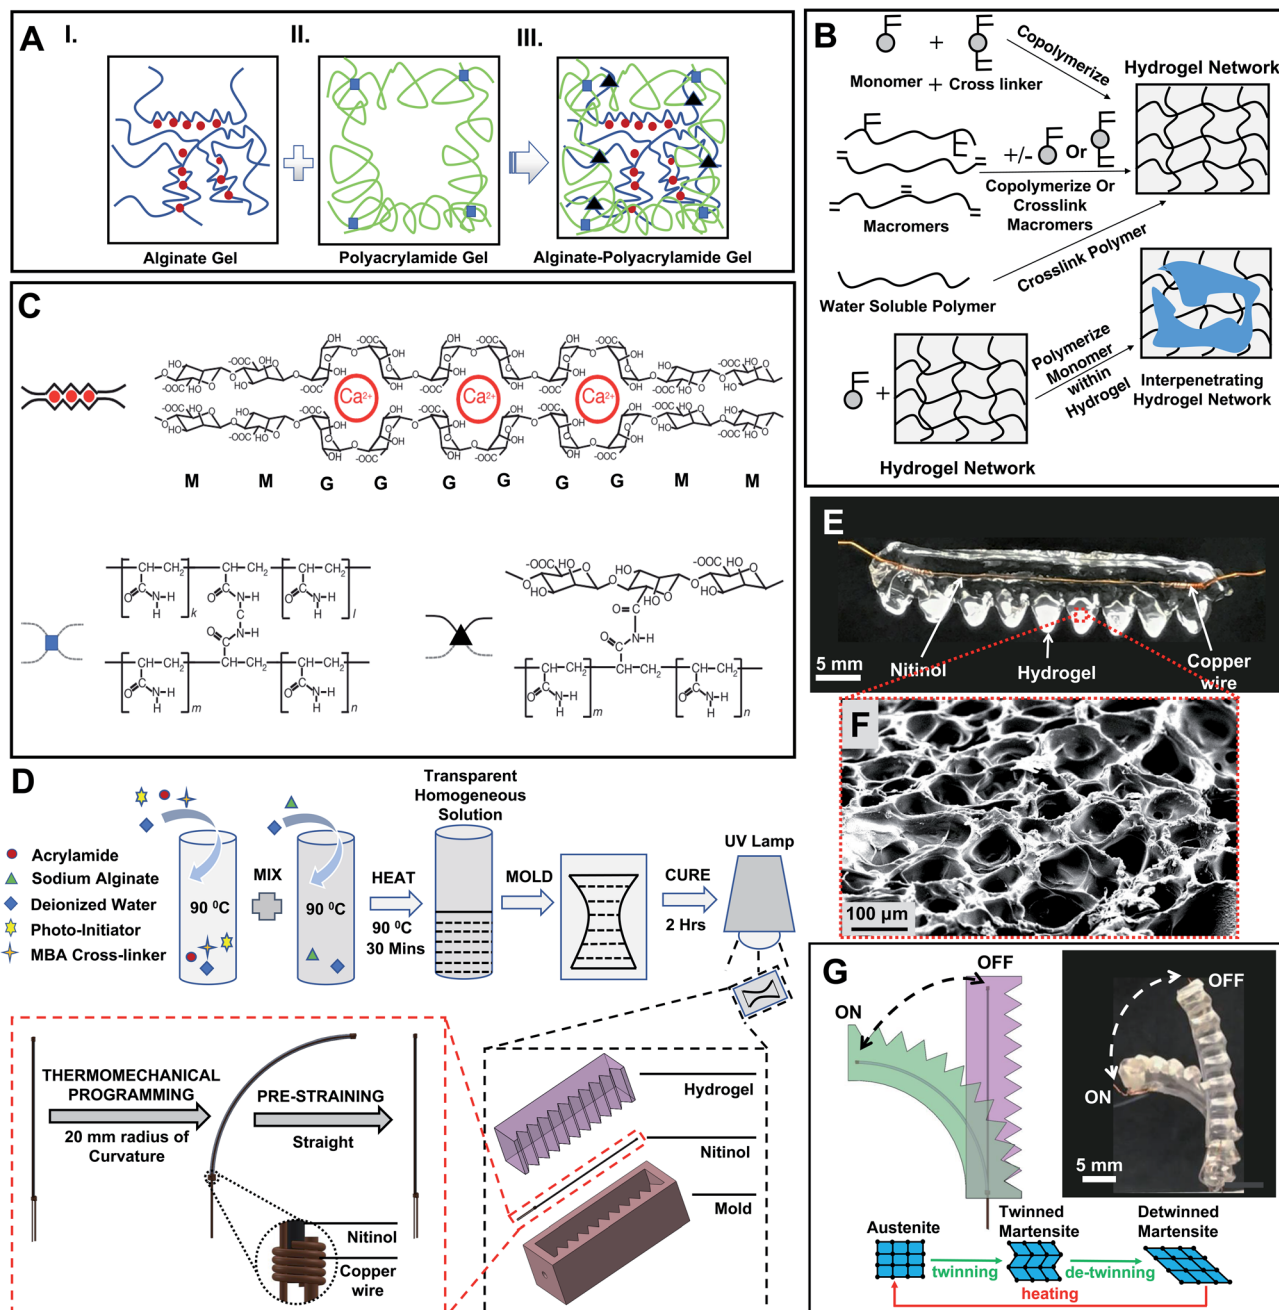 A
I.
II.
III.
Alginate Gel
Polyacrylamide Gel
Alginate-Polyacrylamide Gel
B
+
Monomer + Cross linker
Copolymerize
Hydrogel Network
+/- Or
Copolymerize Or
Crosslink
Macromers
Macromers
Crosslink Polymer
Water Soluble Polymer
+
Polymerize
Monomer
within
Hydrogel
Interpenetrating
Hydrogel Network
Hydrogel Network
C
Ca2+ Ca2+ Ca2+
M M G G G G G G M M
k
l
m
n
m
n
D
Acrylamide
Sodium Alginate
Deionized Water
Photo-Initiator
MBA Cross-linker
90 ⁰C
MIX
90 ⁰C
HEAT
90 ⁰C
30 Mins
Transparent
Homogeneous
Solution
MOLD
CURE
2 Hrs
UV Lamp
THERMOMECHANICAL
PROGRAMMING
20 mm radius of
Curvature
PRE-STRAINING
Straight
Nitinol
Copper
wire
Hydrogel
Nitinol
Mold
E
5 mm
Nitinol
Hydrogel
Copper
wire
F
100 µm
G
OFF
ON
OFF
ON
5 mm
Austenite
Twinned
Martensite
Detwinned
Martensite
twinning
de-twinning
heating